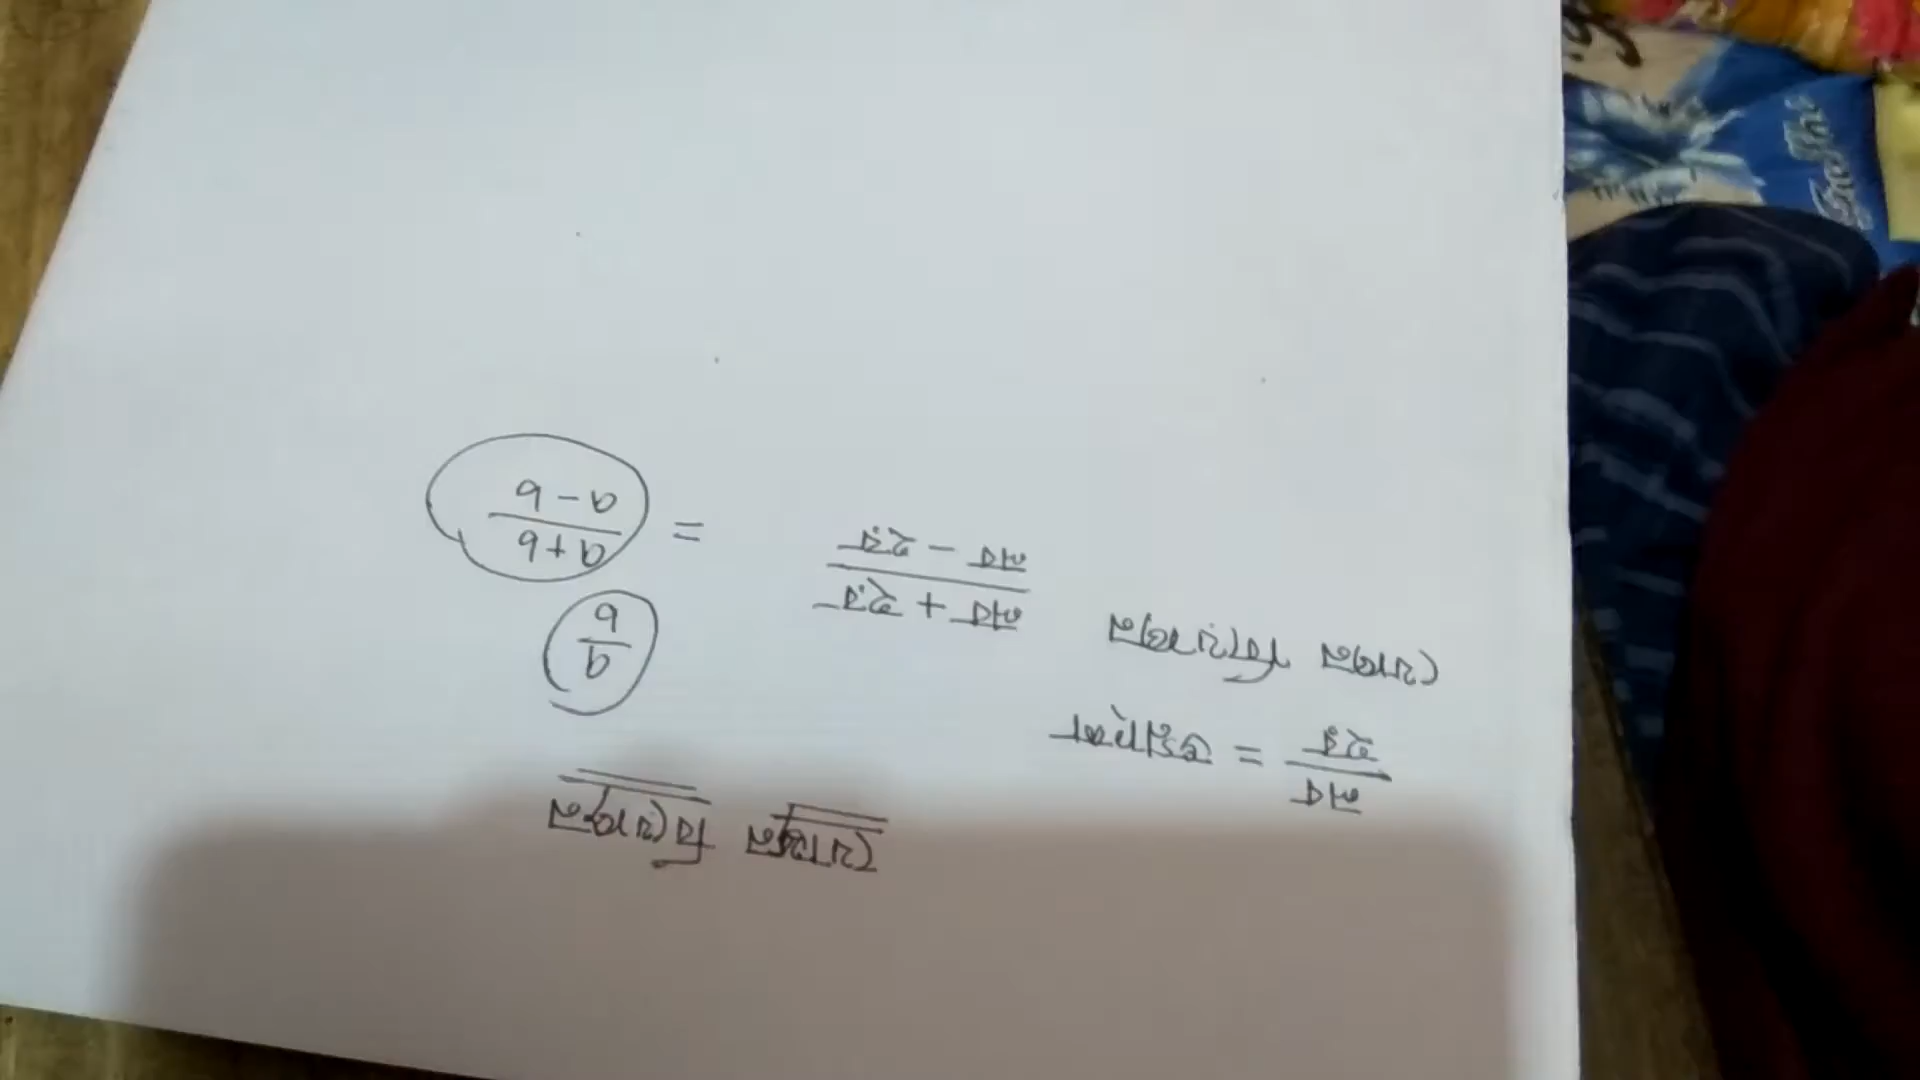 যোজন বিয়োজন
লব/হর = ভগ্নাংশ
a/b
যোজন বিয়োজন
লব + হর/লব - হর = a+b/a-b